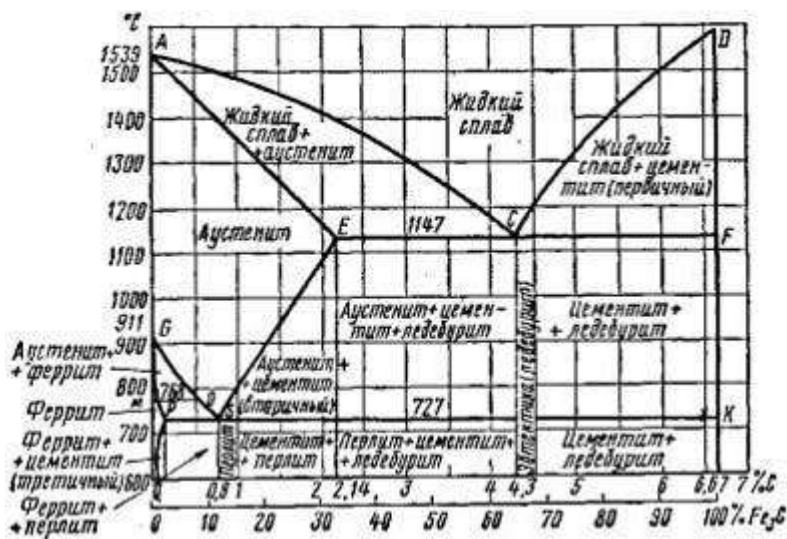 °C
A
D
1539
1500
1400
1300
1200
1100
1000
911
900
800
700
600
Жидкий
сплав+
+аустенит
Жидкий
сплав
Жидкий
сплав+цемен-
тит(первичный)
Аустенит
E
1147
C
F
G
Аустенит+
+феррит
Феррит
Феррит+
+цементит
(третичный)
Феррит+
+перлит
M
768
P
S
Аустенит+
+цементит
(вторичный)
Аустенит+цемен-
тит+ледебурит
Эвтектика(ледебурит)
Цементит+
+ледебурит
727
K
Перлит
Цементит+
+перлит
Перлит+цементит+
+ледебурит
Цементит+
+ледебурит
0,8 1 2 2,14 3 4 4,3 5 6 6,67 7 %C
0 10 20 30 40 50 60 70 80 90 100% Fe₃C